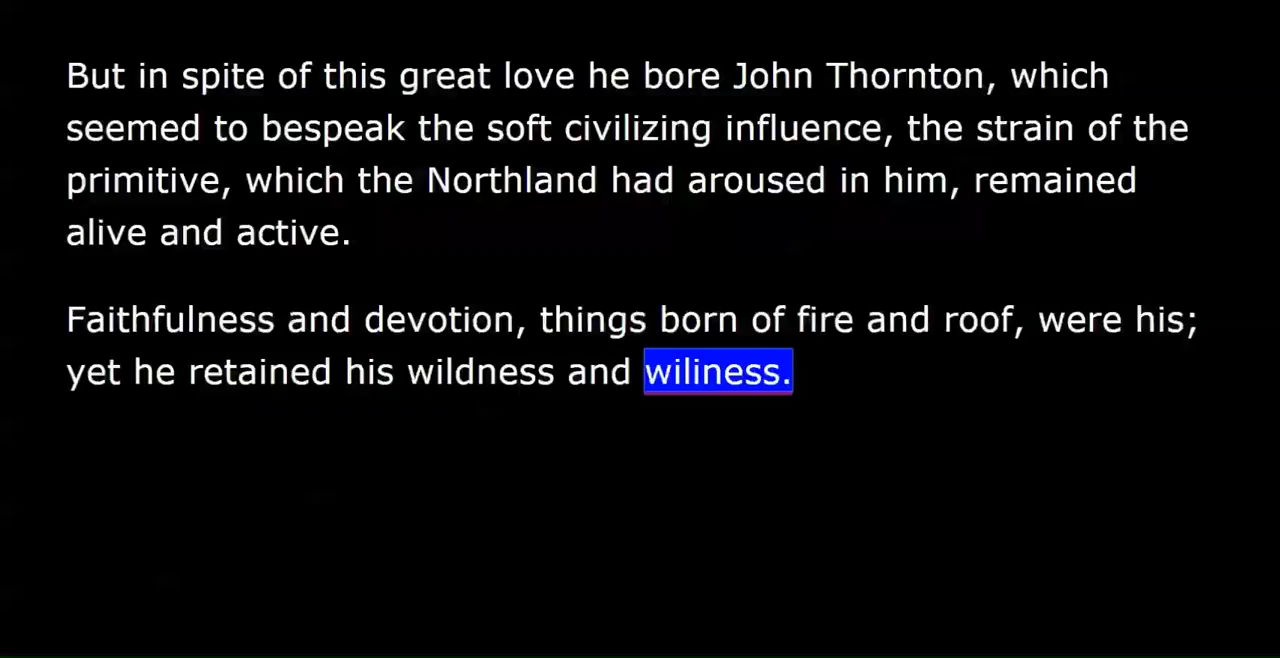 But in spite of this great love he bore John Thornton, which
seemed to bespeak the soft civilizing influence, the strain of the
primitive, which the Northland had aroused in him, remained
alive and active.
Faithfulness and devotion, things born of fire and roof, were his;
yet he retained his wildness and wiliness.